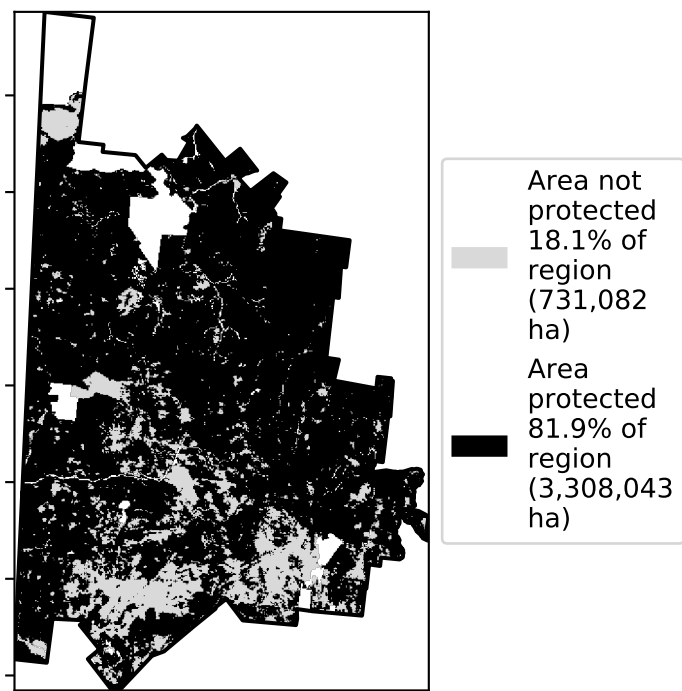 Area not
protected
18.1% of
region
(731,082
ha)
Area
protected
81.9% of
region
(3,308,043
ha)